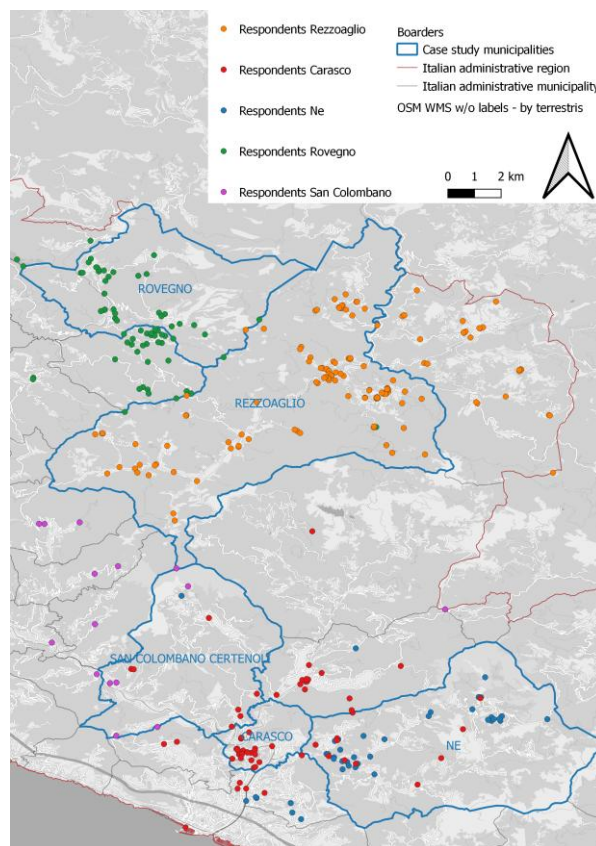 Respondents Rezzoaglio
Respondents Carasco
Respondents Ne
Respondents Rovegno
Respondents San Colombano
Boarders
Case study municipalities
Italian administrative region
Italian administrative municipality
OSM WMS w/o labels - by terrestris
0 1 2 km
ROVEGNO
REZZOAGLIO
SAN COLOMBANO CERTENOLI
CARASCO
NE